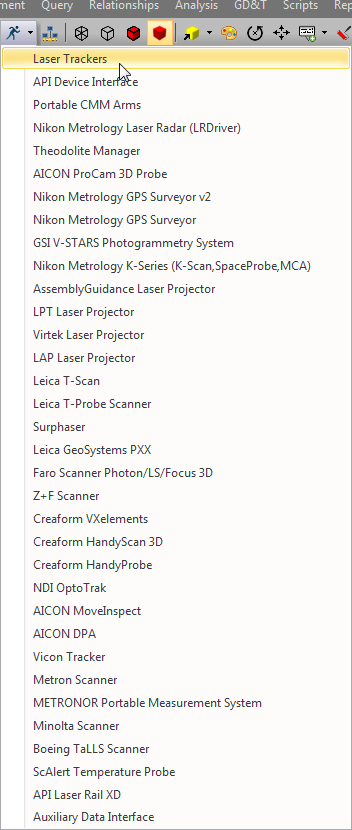 ment Query Relationships Analysis GD&T Scripts Rep
Laser Trackers
API Device Interface
Portable CMM Arms
Nikon Metrology Laser Radar (LRDriver)
Theodolite Manager
AICON ProCam 3D Probe
Nikon Metrology GPS Surveyor v2
Nikon Metrology GPS Surveyor
GSI V-STARS Photogrammetry System
Nikon Metrology K-Series (K-Scan,SpaceProbe,MCA)
AssemblyGuidance Laser Projector
LPT Laser Projector
Virtek Laser Projector
LAP Laser Projector
Leica T-Scan
Leica T-Probe Scanner
Surphaser
Leica GeoSystems PXX
Faro Scanner Photon/LS/Focus 3D
Z+F Scanner
Creaform VXelements
Creaform HandyScan 3D
Creaform HandyProbe
NDI OptoTrak
AICON MoveInspect
AICON DPA
Vicon Tracker
Metron Scanner
METRONOR Portable Measurement System
Minolta Scanner
Boeing TaLLS Scanner
ScAlert Temperature Probe
API Laser Rail XD
Auxiliary Data Interface